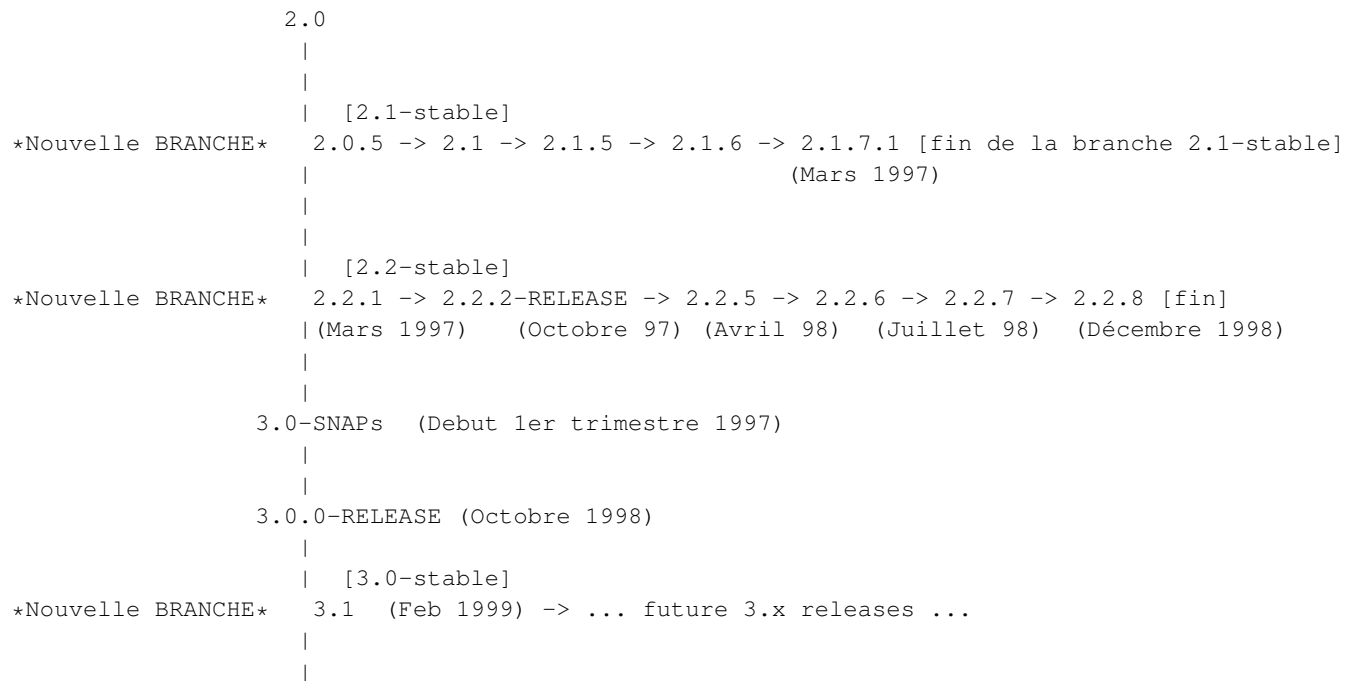 2.0
|
|
| [2.1-stable]
*Nouvelle BRANCHE* 2.0.5 -> 2.1 -> 2.1.5 -> 2.1.6 -> 2.1.7.1 [fin de la branche 2.1-stable]
| (Mars 1997)
|
|
| [2.2-stable]
*Nouvelle BRANCHE* 2.2.1 -> 2.2.2-RELEASE -> 2.2.5 -> 2.2.6 -> 2.2.7 -> 2.2.8 [fin]
|(Mars 1997) (Octobre 97) (Avril 98) (Juillet 98) (Décembre 1998)
|
|
3.0-SNAPs (Debut 1er trimestre 1997)
|
|
3.0.0-RELEASE (Octobre 1998)
|
| [3.0-stable]
*Nouvelle BRANCHE* 3.1 (Feb 1999) -> ... future 3.x releases ...
|
|